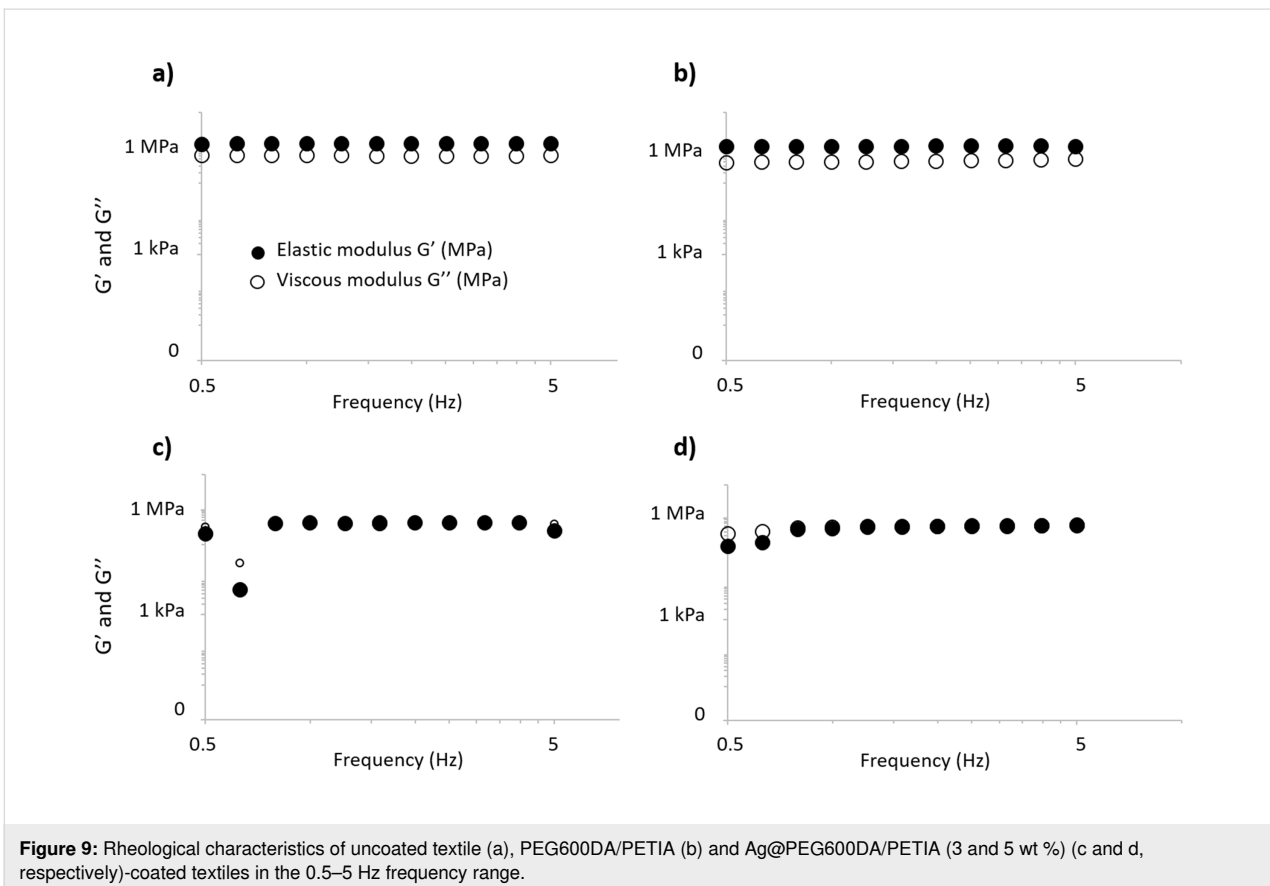 a)
1 MPa
G’ and G’’
1 kPa
Elastic modulus G’ (MPa)
Viscous modulus G’’ (MPa)
0
0.5
5
Frequency (Hz)
b)
1 MPa
1 kPa
0
0.5
5
Frequency (Hz)
c)
1 MPa
G’ and G’’
1 kPa
0
0.5
5
Frequency (Hz)
d)
1 MPa
1 kPa
0
0.5
5
Frequency (Hz)
Figure 9: Rheological characteristics of uncoated textile (a), PEG600DA/PETIA (b) and Ag@PEG600DA/PETIA (3 and 5 wt %) (c and d,
respectively)-coated textiles in the 0.5–5 Hz frequency range.